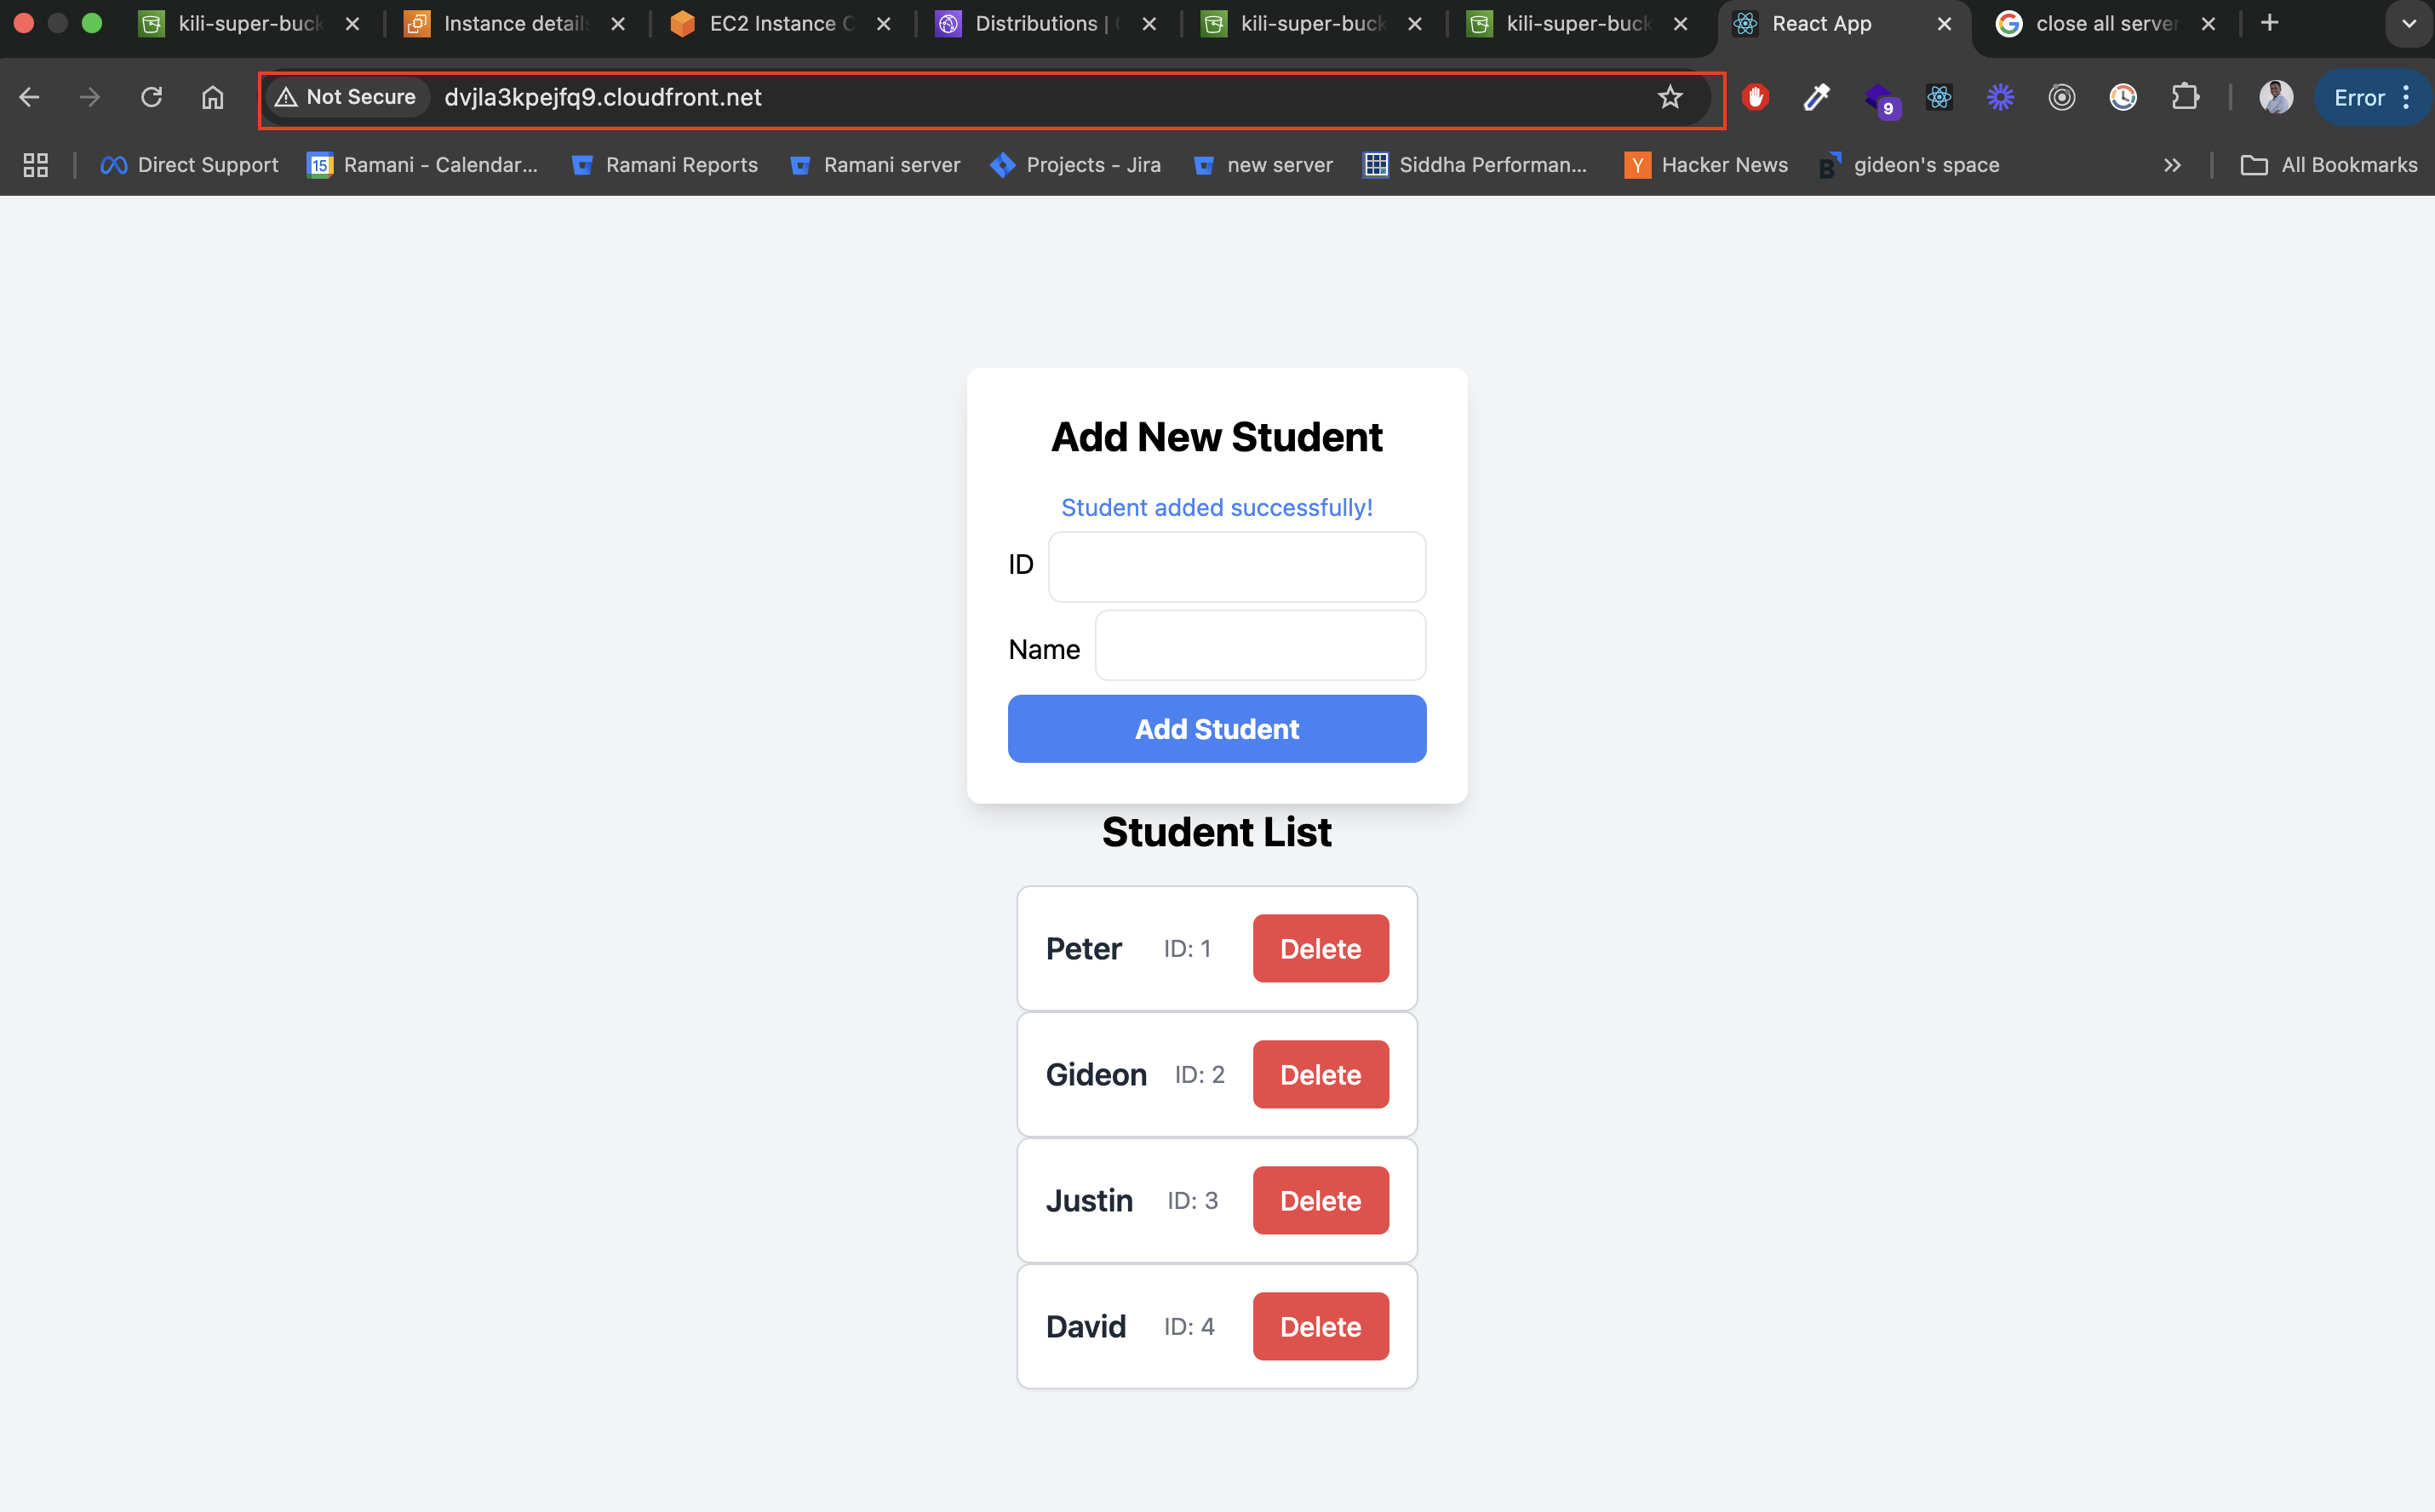 kili-super-buck
Instance details
EC2 Instance C
Distributions |
kili-super-buck
kili-super-buck
React App
close all server
Not Secure
dvjla3kpejfq9.cloudfront.net
9
Error
Direct Support
15
Ramani - Calendar...
Ramani Reports
Ramani server
Projects - Jira
new server
Siddha Performan...
Y
Hacker News
B
gideon's space
All Bookmarks
Add New Student
Student added successfully!
ID
Name
Add Student
Student List
Peter ID: 1 Delete
Gideon ID: 2 Delete
Justin ID: 3 Delete
David ID: 4 Delete